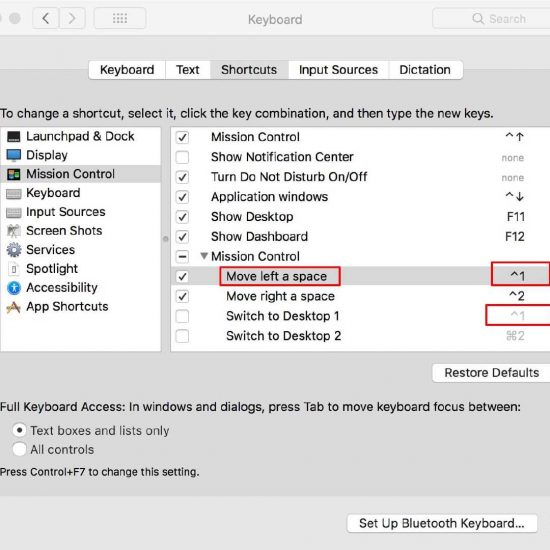 Keyboard
Search
Keyboard Text Shortcuts Input Sources Dictation
To change a shortcut, select it, click the key combination, and then type the new keys.
Launchpad & Dock
Display
Mission Control
Keyboard
Input Sources
Screen Shots
Services
Spotlight
Accessibility
App Shortcuts
Mission Control ^↑
Show Notification Center none
Turn Do Not Disturb On/Off none
Application windows ^↓
Show Desktop F11
Show Dashboard F12
Mission Control
Move left a space ^1
Move right a space ^2
Switch to Desktop 1 ^1
Switch to Desktop 2 ⌘2
Restore Defaults
Full Keyboard Access: In windows and dialogs, press Tab to move keyboard focus between:
Text boxes and lists only
All controls
Press Control+F7 to change this setting.
Set Up Bluetooth Keyboard...